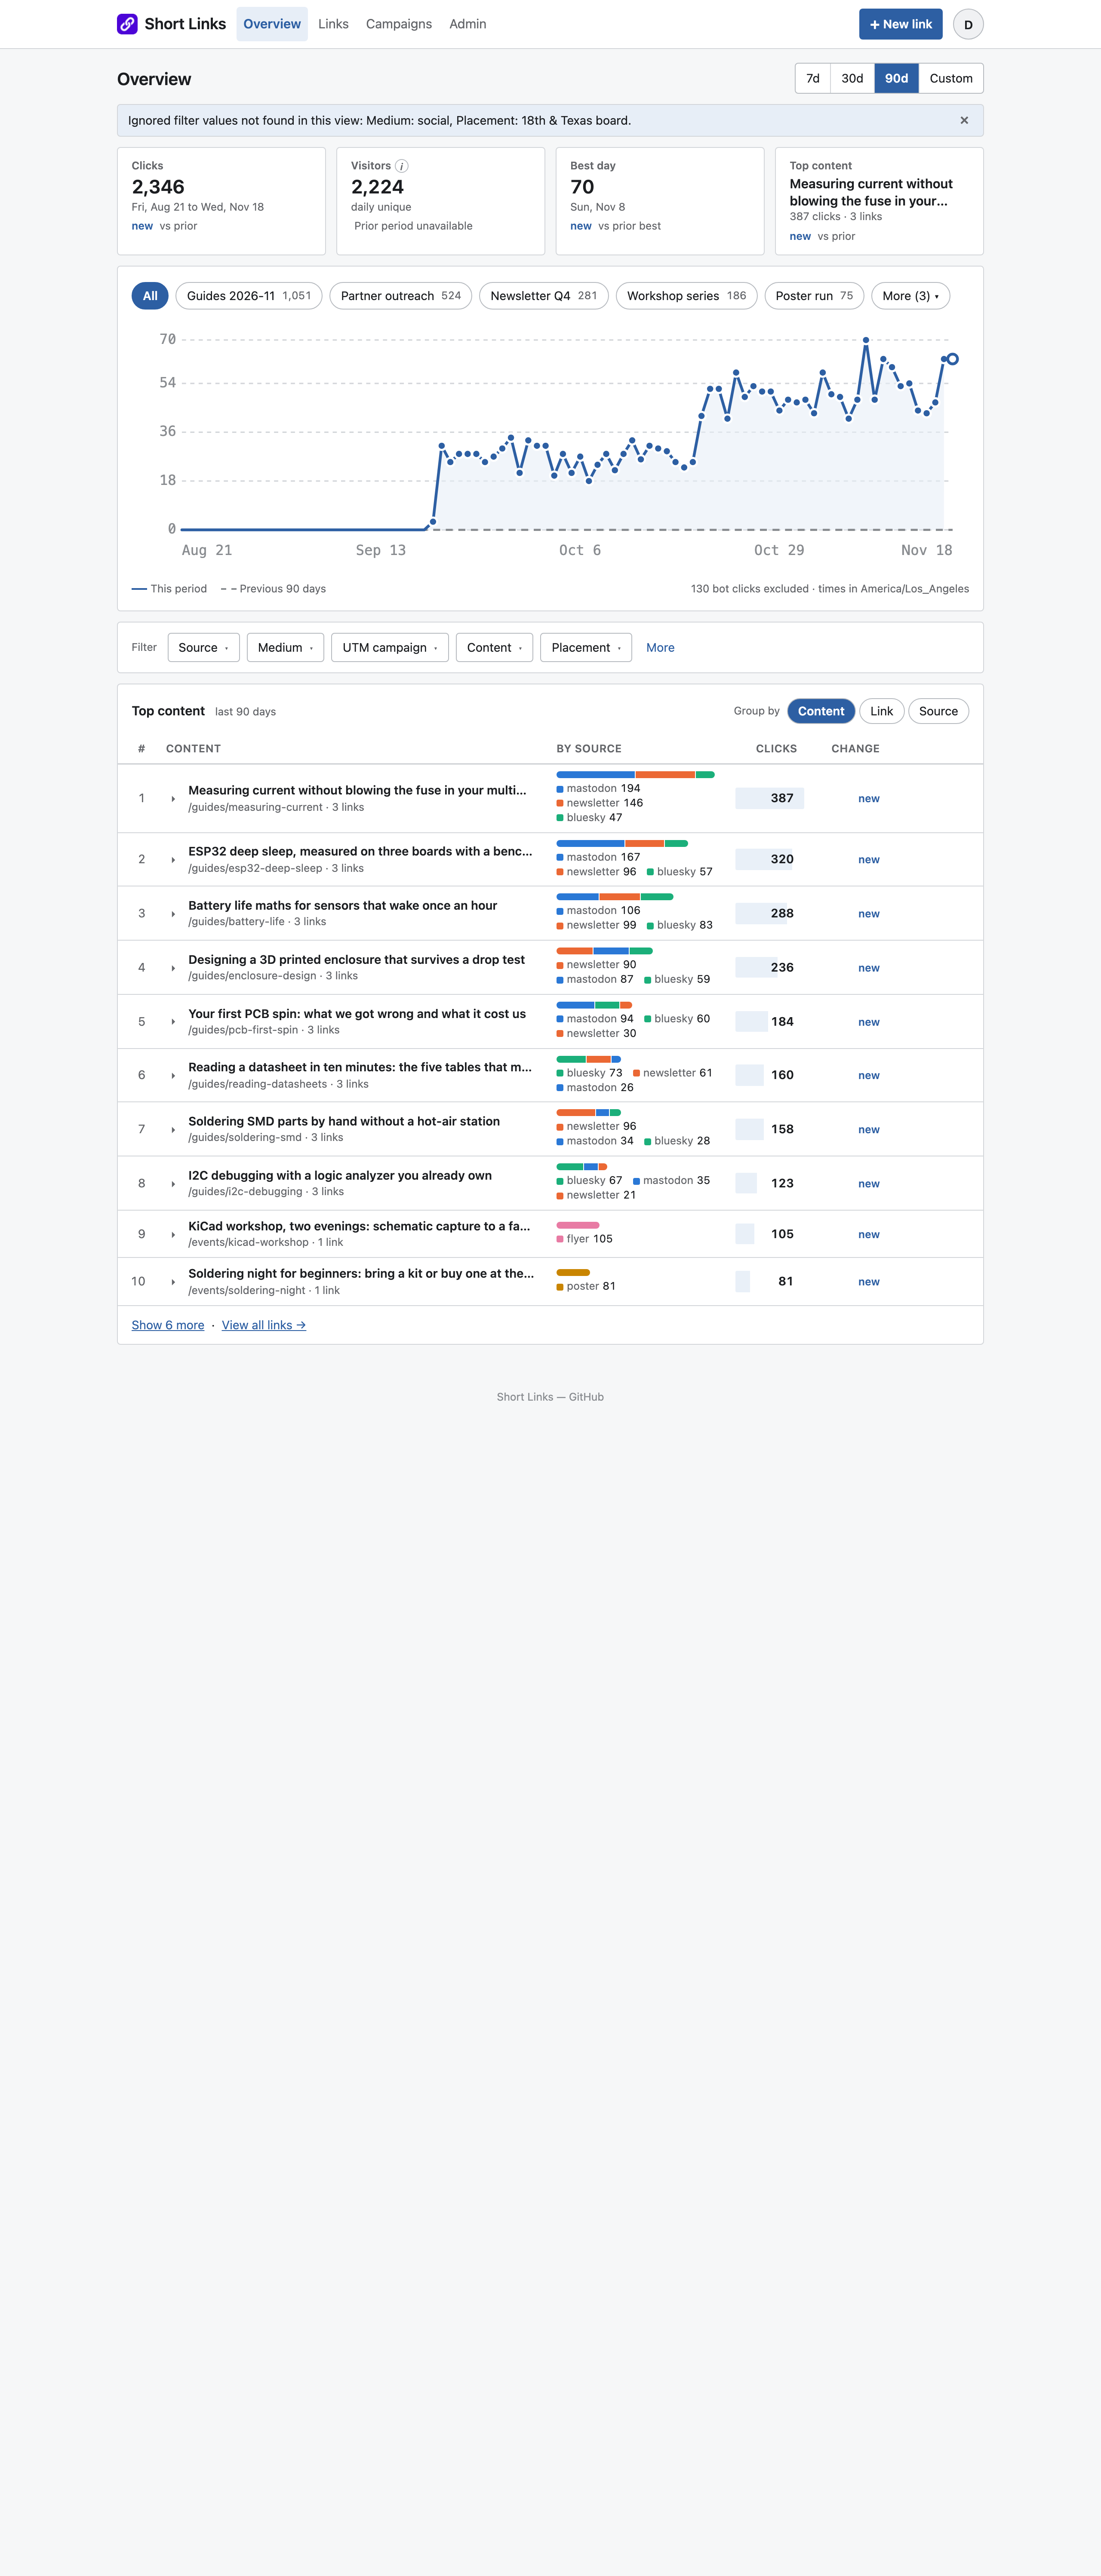 Short Links Overview Links Campaigns Admin + New link D
Overview 7d 30d 90d Custom
Ignored filter values not found in this view: Medium: social, Placement: 18th & Texas board. ×
Clicks
2,346
Fri, Aug 21 to Wed, Nov 18
new vs prior
Visitors i
2,224
daily unique
Prior period unavailable
Best day
70
Sun, Nov 8
new vs prior best
Top content
Measuring current without
blowing the fuse in your…
387 clicks · 3 links
new vs prior
All Guides 2026-11 1,051 Partner outreach 524 Newsletter Q4 281 Workshop series 186 Poster run 75 More (3) ▾
70
54
36
18
0
Aug 21 Sep 13 Oct 6 Oct 29 Nov 18
This period Previous 90 days 130 bot clicks excluded · times in America/Los_Angeles
Filter Source Medium UTM campaign Content Placement More
Top content last 90 days Group by Content Link Source
# CONTENT BY SOURCE CLICKS CHANGE
1 Measuring current without blowing the fuse in your multi… 387 new
/guides/measuring-current · 3 links
mastodon 194
newsletter 146
bluesky 47
2 ESP32 deep sleep, measured on three boards with a benc… 320 new
/guides/esp32-deep-sleep · 3 links
mastodon 167
newsletter 96 bluesky 57
3 Battery life maths for sensors that wake once an hour 288 new
/guides/battery-life · 3 links
mastodon 106
newsletter 99 bluesky 83
4 Designing a 3D printed enclosure that survives a drop test 236 new
/guides/enclosure-design · 3 links
newsletter 90
mastodon 87 bluesky 59
5 Your first PCB spin: what we got wrong and what it cost us 184 new
/guides/pcb-first-spin · 3 links
mastodon 94 bluesky 60
newsletter 30
6 Reading a datasheet in ten minutes: the five tables that m… 160 new
/guides/reading-datasheets · 3 links
bluesky 73 newsletter 61
mastodon 26
7 Soldering SMD parts by hand without a hot-air station 158 new
/guides/soldering-smd · 3 links
newsletter 96
mastodon 34 bluesky 28
8 I2C debugging with a logic analyzer you already own 123 new
/guides/i2c-debugging · 3 links
bluesky 67 mastodon 35
newsletter 21
9 KiCad workshop, two evenings: schematic capture to a fa… 105 new
/events/kicad-workshop · 1 link
flyer 105
10 Soldering night for beginners: bring a kit or buy one at the… 81 new
/events/soldering-night · 1 link
poster 81
Show 6 more · View all links →
Short Links — GitHub